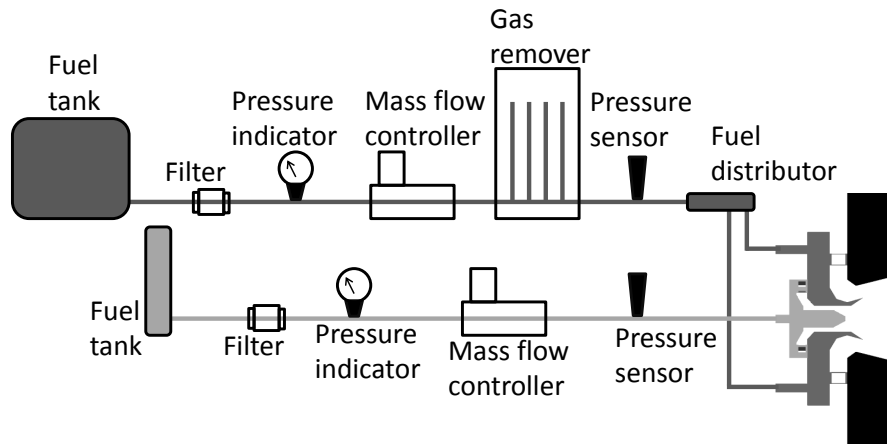 Fuel
tank
Filter
Pressure
indicator
Mass flow
controller
Gas
remover
Pressure
sensor
Fuel
distributor
Fuel
tank
Filter
Pressure
indicator
Mass flow
controller
Pressure
sensor